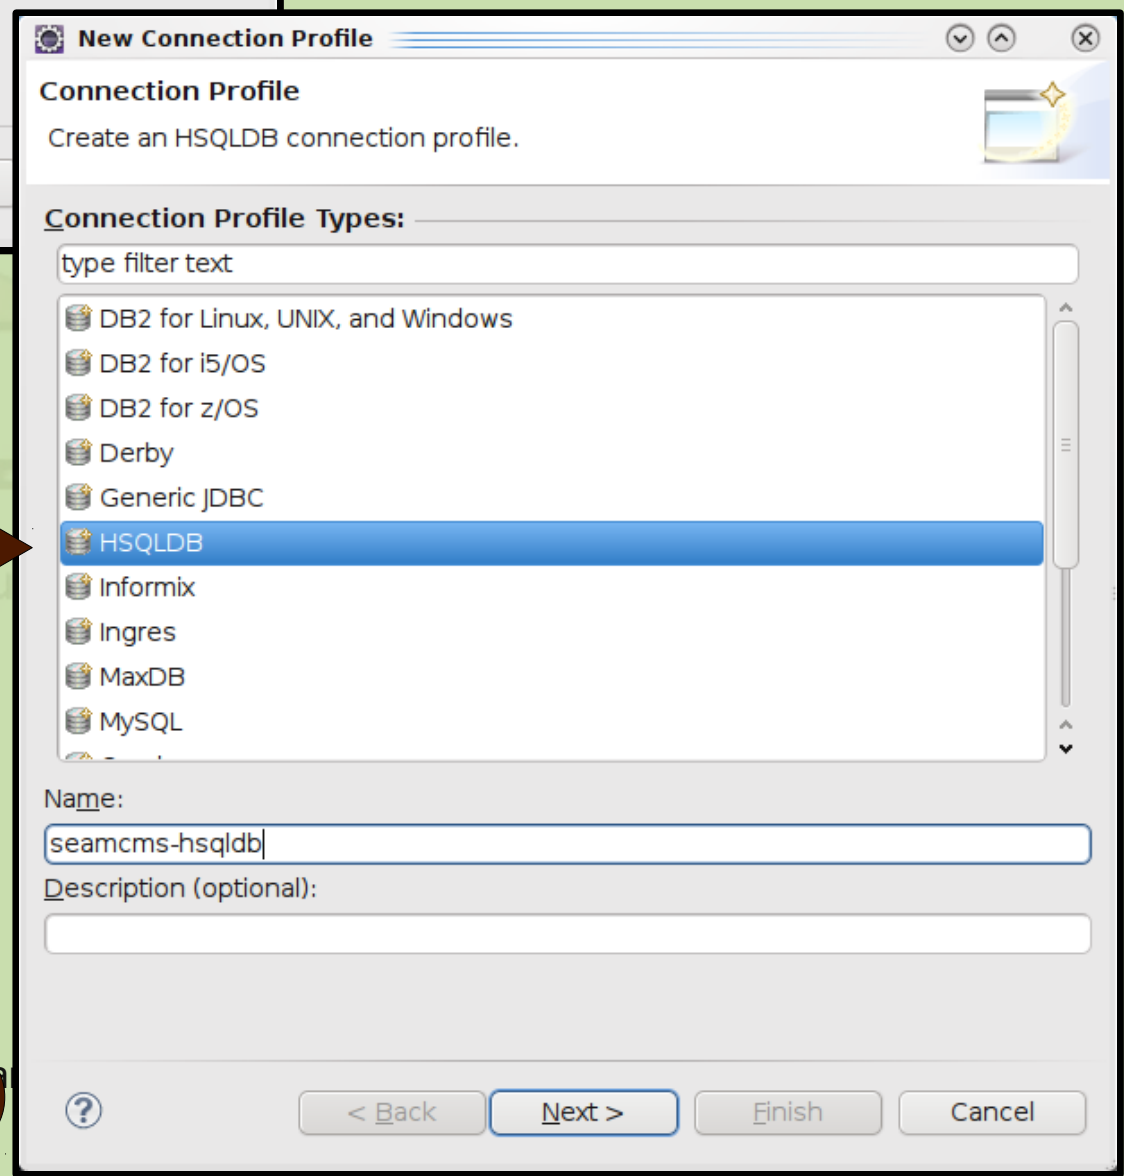 New Connection Profile
Connection Profile
Create an HSQLDB connection profile.
Connection Profile Types:
type filter text
DB2 for Linux, UNIX, and Windows
DB2 for i5/OS
DB2 for z/OS
Derby
Generic JDBC
HSQLDB
Informix
Ingres
MaxDB
MySQL
Name:
seamcms-hsqldb
Description (optional):
< Back
Next >
Finish
Cancel